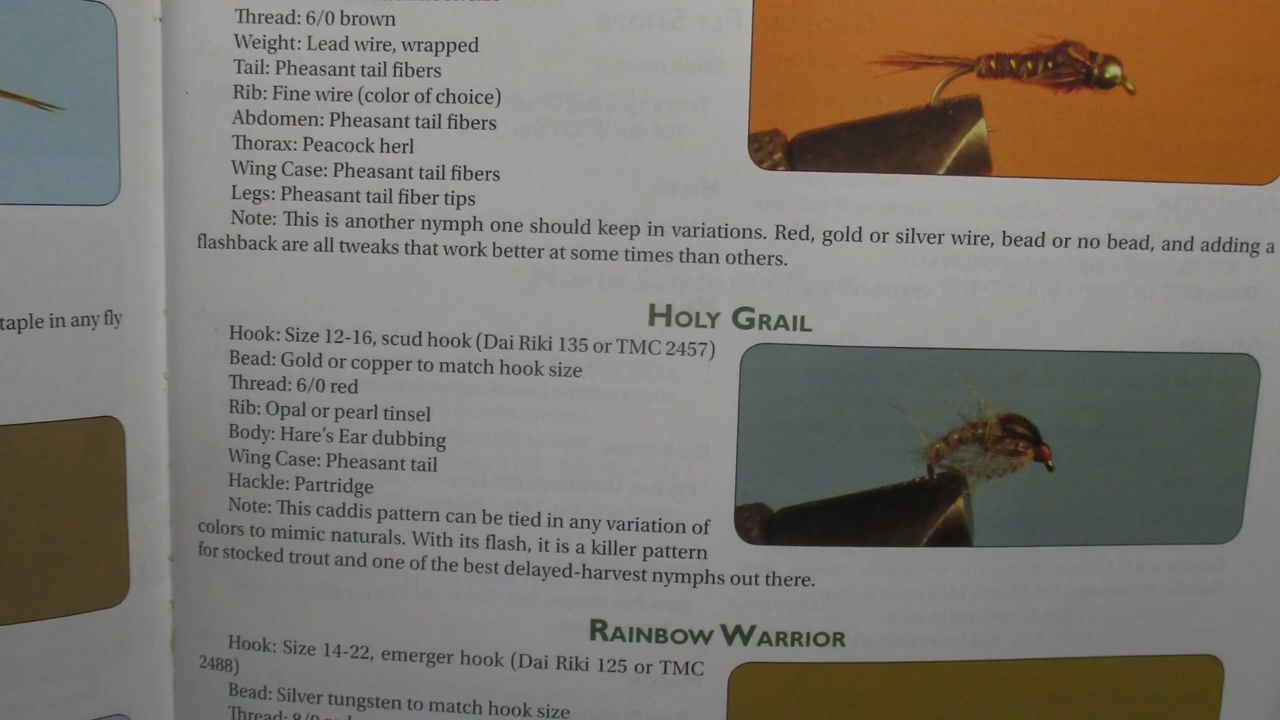 Thread: 6/0 brown
Weight: Lead wire, wrapped
Tail: Pheasant tail fibers
Rib: Fine wire (color of choice)
Abdomen: Pheasant tail fibers
Thorax: Peacock herl
Wing Case: Pheasant tail fibers
Legs: Pheasant tail fiber tips
Note: This is another nymph one should keep in variations. Red, gold or silver wire, bead or no bead, and adding a
flashback are all tweaks that work better at some times than others.
taple in any fly
HOLY GRAIL
Hook: Size 12-16, scud hook (Dai Riki 135 or TMC 2457)
Bead: Gold or copper to match hook size
Thread: 6/0 red
Rib: Opal or pearl tinsel
Body: Hare's Ear dubbing
Wing Case: Pheasant tail
Hackle: Partridge
Note: This caddis pattern can be tied in any variation of
colors to mimic naturals. With its flash, it is a killer pattern
for stocked trout and one of the best delayed-harvest nymphs out there.
RAINBOW WARRIOR
Hook: Size 14-22, emerger hook (Dai Riki 125 or TMC
2488)
Bead: Silver tungsten to match hook size
Thread: 8/0 red